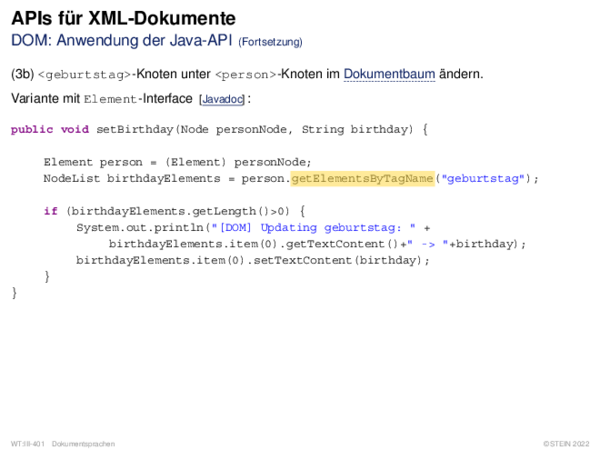 APIs für XML-Dokumente
DOM: Anwendung der Java-API (Fortsetzung)
(3b) <geburtstag>-Knoten unter <person>-Knoten im Dokumentbaum ändern.
Variante mit Element-Interface [Javadoc]:
public void setBirthday(Node personNode, String birthday) {
Element person = (Element) personNode;
NodeList birthdayElements = person.getElementsByTagName("geburtstag");
if (birthdayElements.getLength()>0) {
System.out.println("[DOM] Updating geburtstag: " +
birthdayElements.item(0).getTextContent()+" -> "+birthday);
birthdayElements.item(0).setTextContent(birthday);
}
}
WT:III-401 Dokumentsprachen ©STEIN 2022